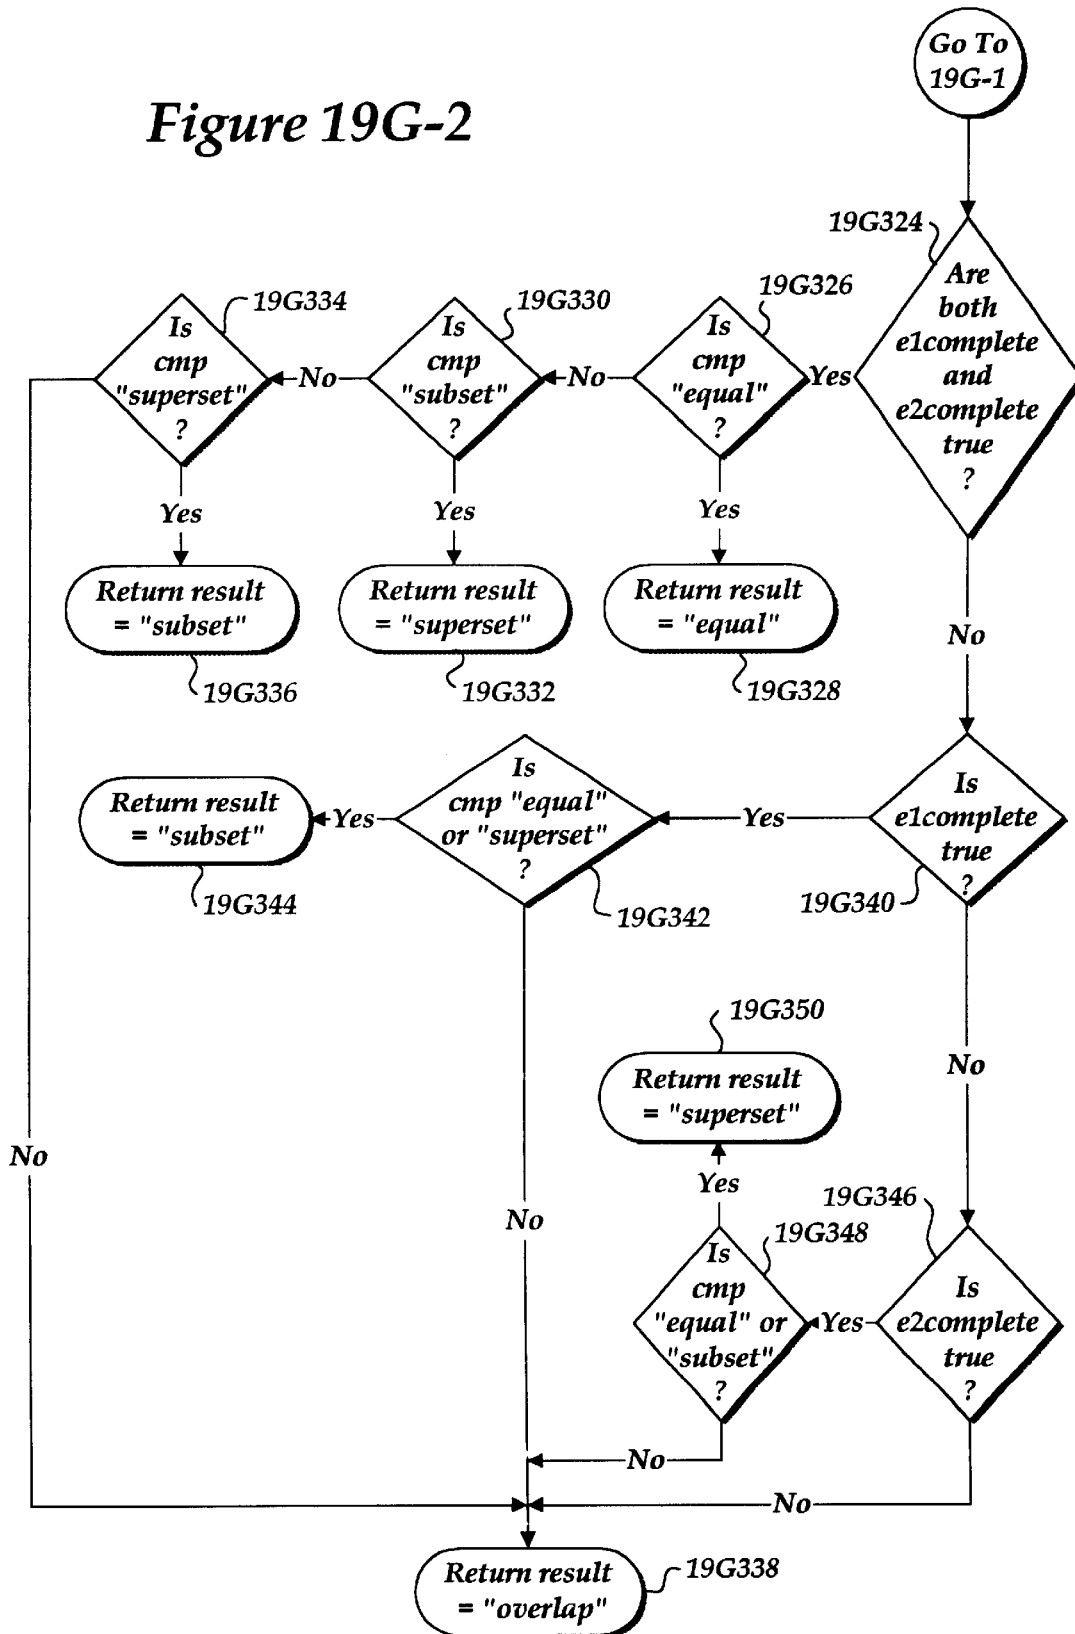 Go To
19G-1
Figure 19G-2
19G324
Are
both
e1complete
and
e2complete
true
?
Yes
19G326
Is
cmp
"equal"
?
No
19G330
Is
cmp
"subset"
?
No
19G334
Is
cmp
"superset"
?
Yes
Yes
Yes
Return result
= "subset"
19G336
Return result
= "superset"
19G332
Return result
= "equal"
19G328
No
Is
e1complete
true
?
19G340
Yes
Is
cmp "equal"
or "superset"
?
19G342
Yes
Return result
= "subset"
19G344
No
19G350
Return result
= "superset"
Yes
19G346
19G348
Is
cmp
"equal" or
"subset"
?
Yes
Is
e2complete
true
?
No
No
No
No
Return result
= "overlap"
19G338